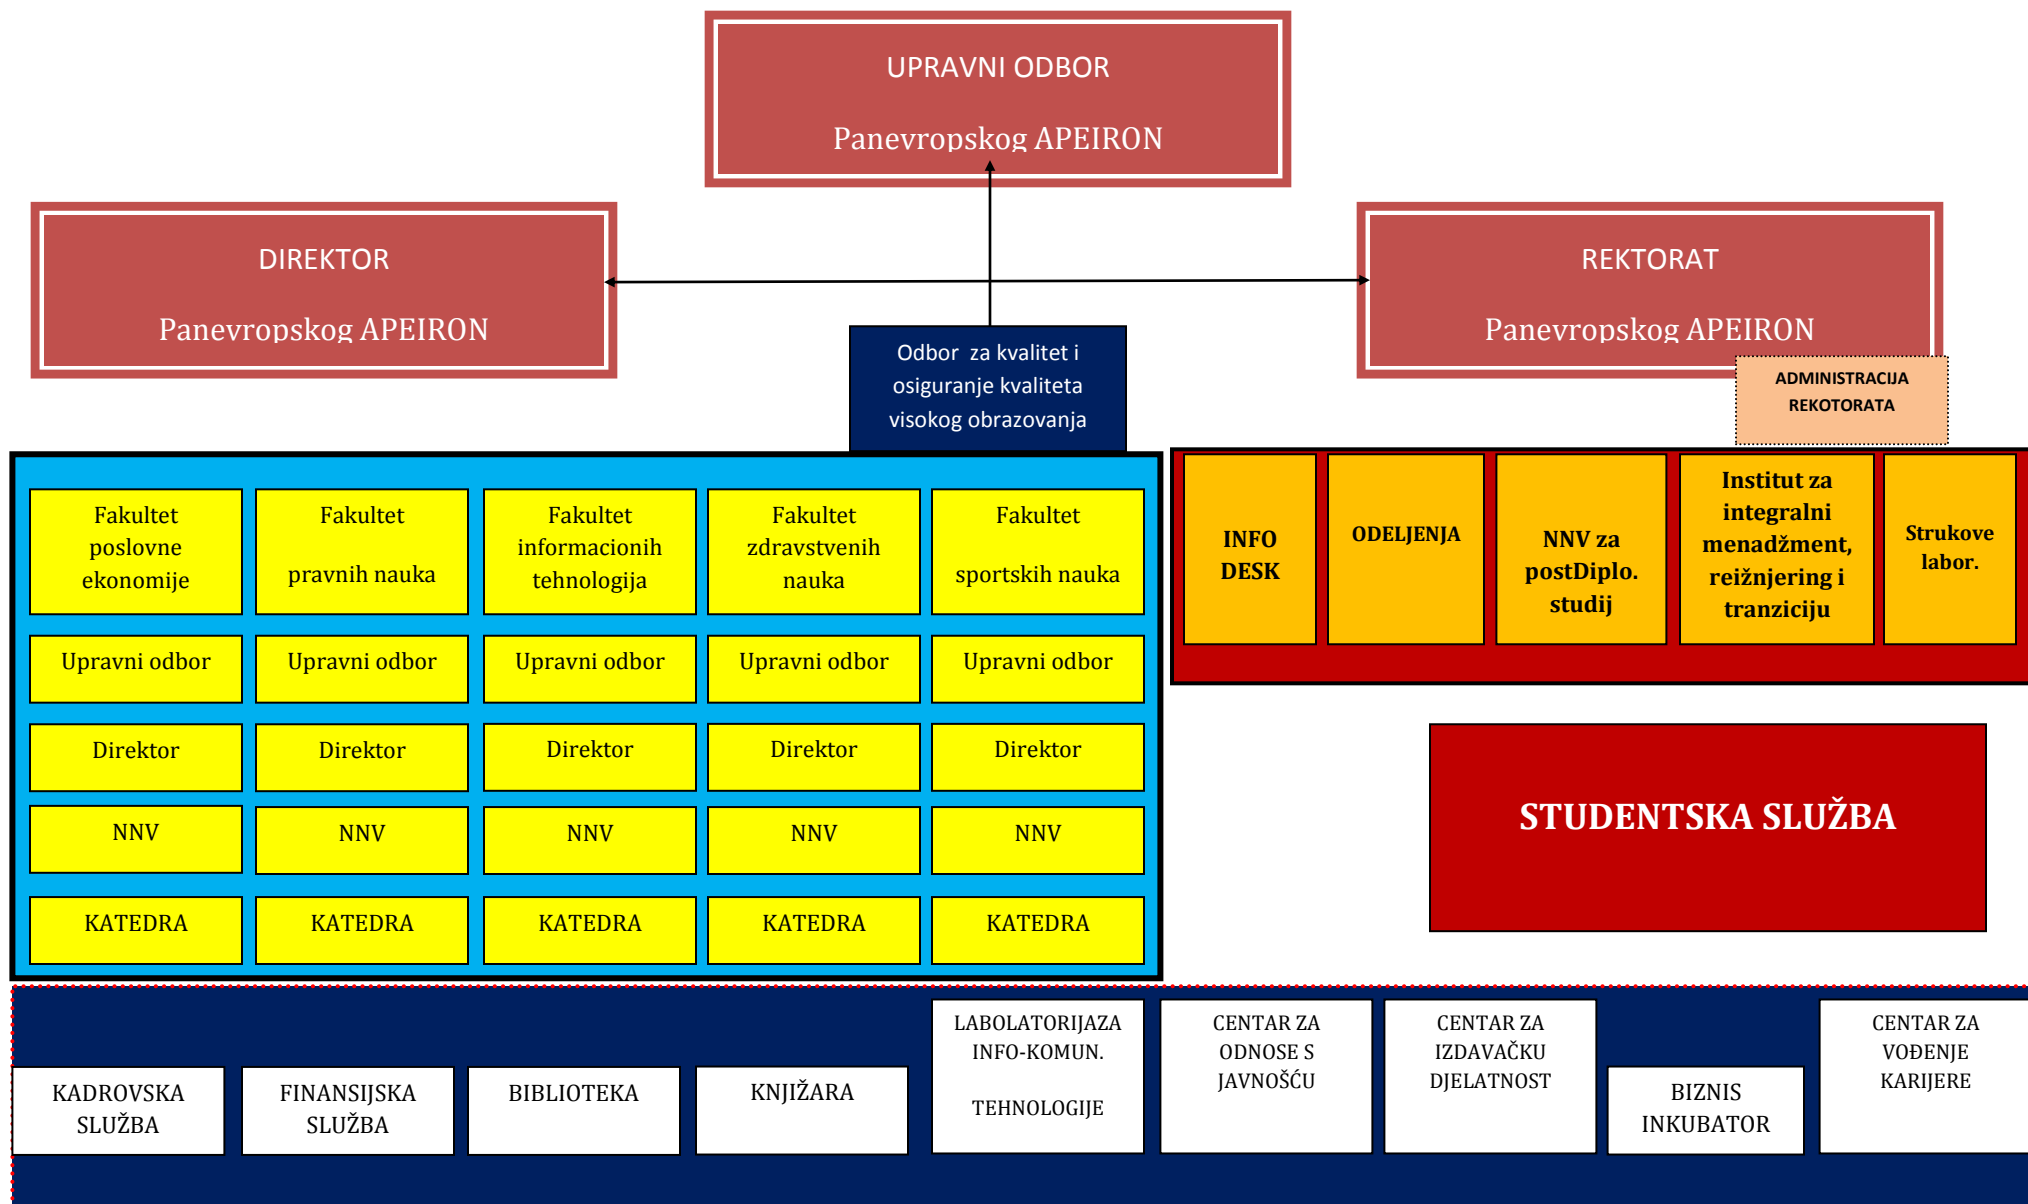 UPRAVNI ODBOR
Panevropskog APEIRON
DIREKTOR
Panevropskog APEIRON
REKTORAT
Panevropskog APEIRON
Odbor za kvalitet i
osiguranje kvaliteta
visokog obrazovanja
ADMINISTRACIJA
REKOTORATA
Fakultet
poslovne
ekonomije
Fakultet
pravnih nauka
Fakultet
informacionih
tehnologija
Fakultet
zdravstvenih
nauka
Fakultet
sportskih nauka
Upravni odbor
Upravni odbor
Upravni odbor
Upravni odbor
Upravni odbor
Direktor
Direktor
Direktor
Direktor
Direktor
NNV
NNV
NNV
NNV
NNV
KATEDRA
KATEDRA
KATEDRA
KATEDRA
KATEDRA
INFO
DESK
ODELJENJA
NNV za
postDiplo.
studij
Institut za
integralni
menadžment,
reižnjering i
tranziciju
Strukove
labor.
STUDENTSKA SLUŽBA
KADROVSKA
SLUŽBA
FINANSIJSKA
SLUŽBA
BIBLIOTEKA
KNJIŽARA
LABOLATORIJAZA
INFO-KOMUN.
TEHNOLOGIJE
CENTAR ZA
ODNOSE S
JAVNOŠĆU
CENTAR ZA
IZDAVAČKU
DJELATNOST
BIZNIS
INKUBATOR
CENTAR ZA
VOĐENJE
KARIJERE